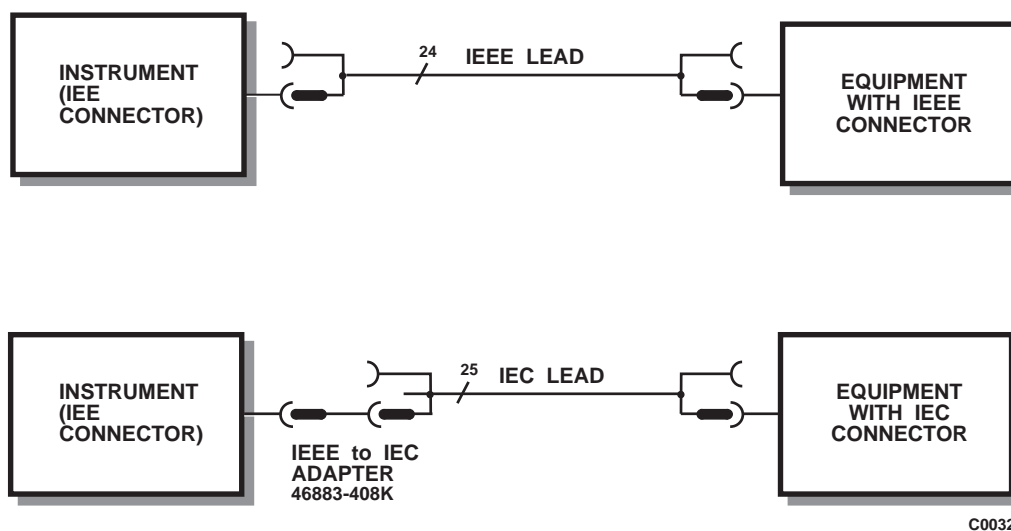 INSTRUMENT
(IEE
CONNECTOR)
24
IEEE LEAD
EQUIPMENT
WITH IEEE
CONNECTOR
INSTRUMENT
(IEE
CONNECTOR)
IEEE to IEC
ADAPTER
46883-408K
25
IEC LEAD
EQUIPMENT
WITH IEC
CONNECTOR
C0032